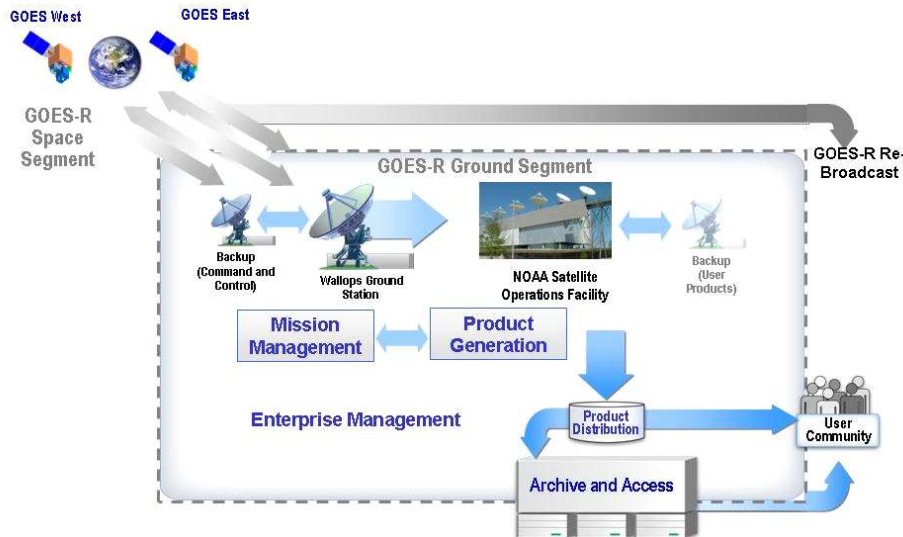 GOES West
GOES East
GOES-R
Space
Segment
GOES-R Re-
Broadcast
GOES-R Ground Segment
Backup
(Command and
Control)
Wallops Ground
Station
NOAA Satellite
Operations Facility
Backup
(User
Products)
Mission
Management
Product
Generation
Enterprise Management
Product
Distribution
User
Community
Archive and Access